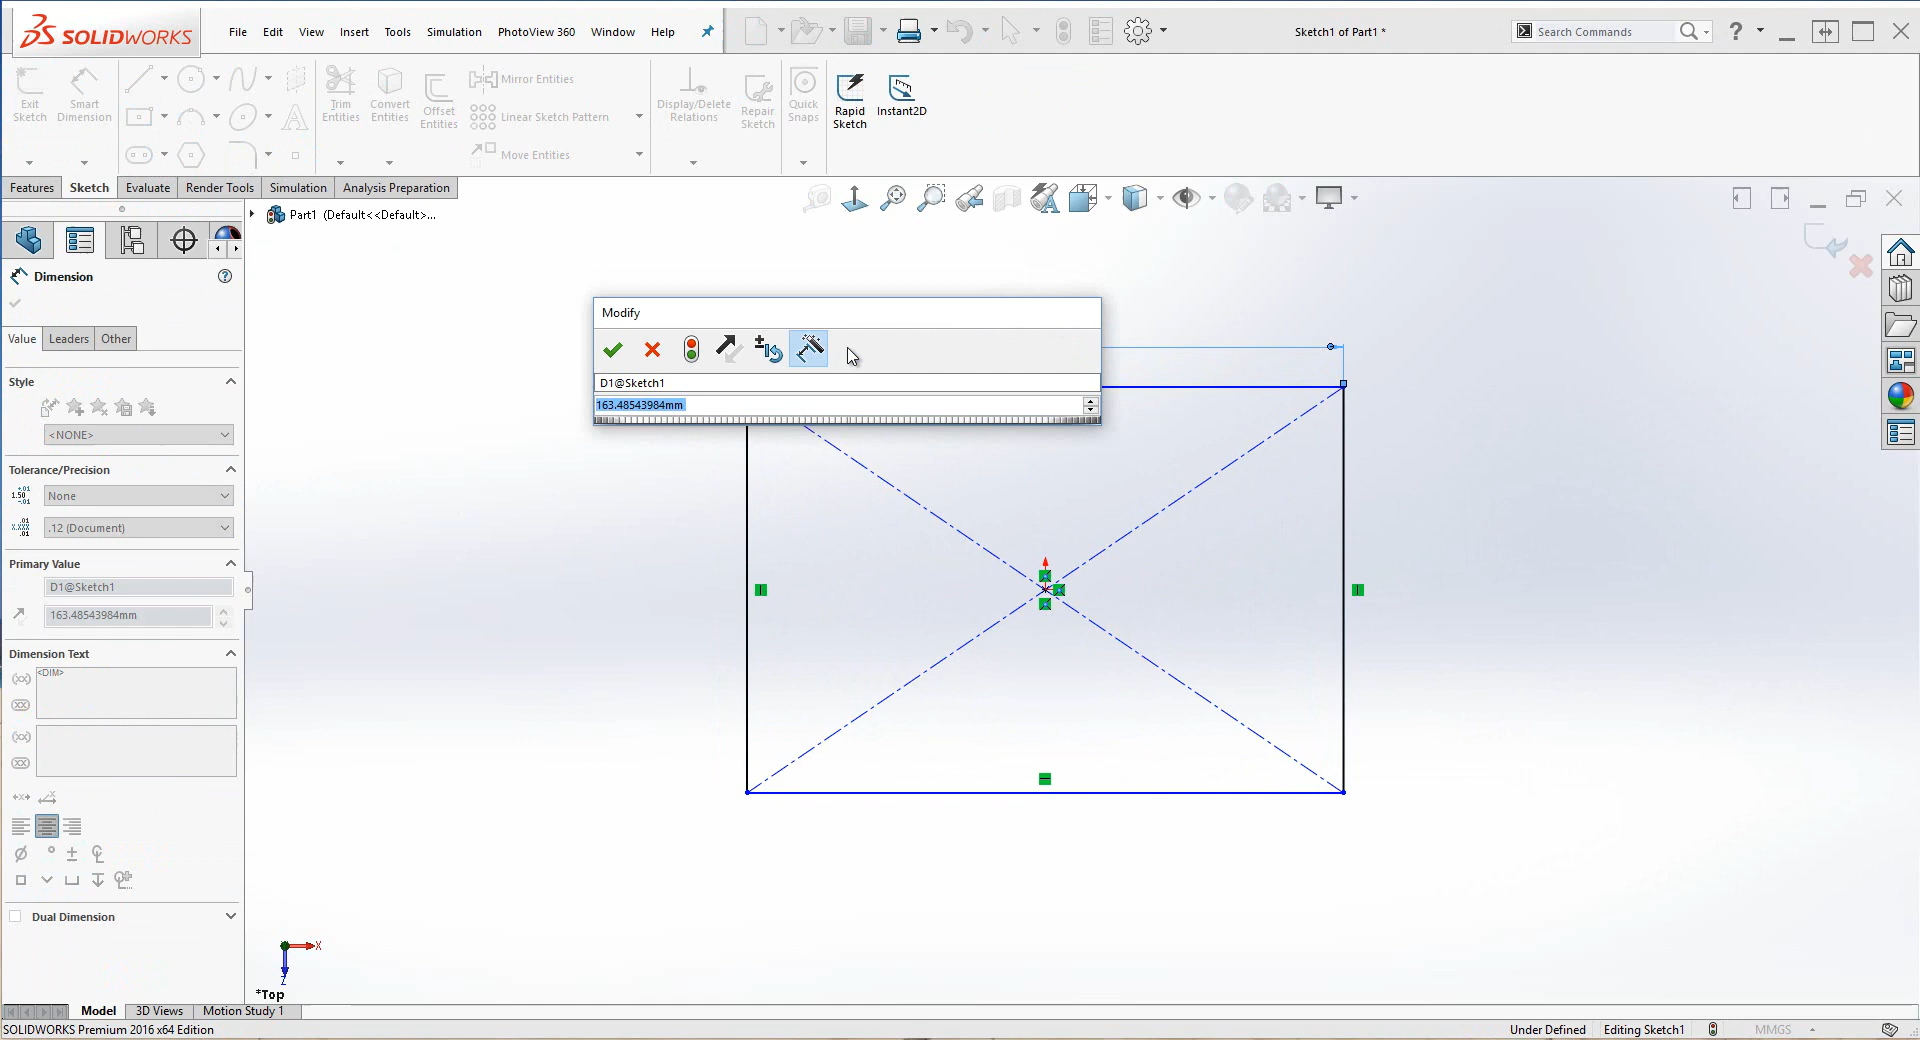 SOLIDWORKS File Edit View Insert Tools Simulation PhotoView 360 Window Help Sketch1 of Part1 * Search Commands ?
Exit Sketch
Smart Dimension
Trim Entities
Convert Entities
Offset Entities
Mirror Entities
Linear Sketch Pattern
Move Entities
Display/Delete Relations
Repair Sketch
Quick Snaps
Rapid Sketch
Instant2D
Features Sketch Evaluate Render Tools Simulation Analysis Preparation
Part1 (Default<<Default>...
Dimension
Value Leaders Other
Style
<NONE>
Tolerance/Precision
None
.12 (Document)
Primary Value
D1@Sketch1
163.48543984mm
Dimension Text
<DIM>
Dual Dimension
Modify
D1@Sketch1
163.48543984mm
X
Z
*Top
Model 3D Views Motion Study 1
SOLIDWORKS Premium 2016 x64 Edition Under Defined Editing Sketch1 MMGS